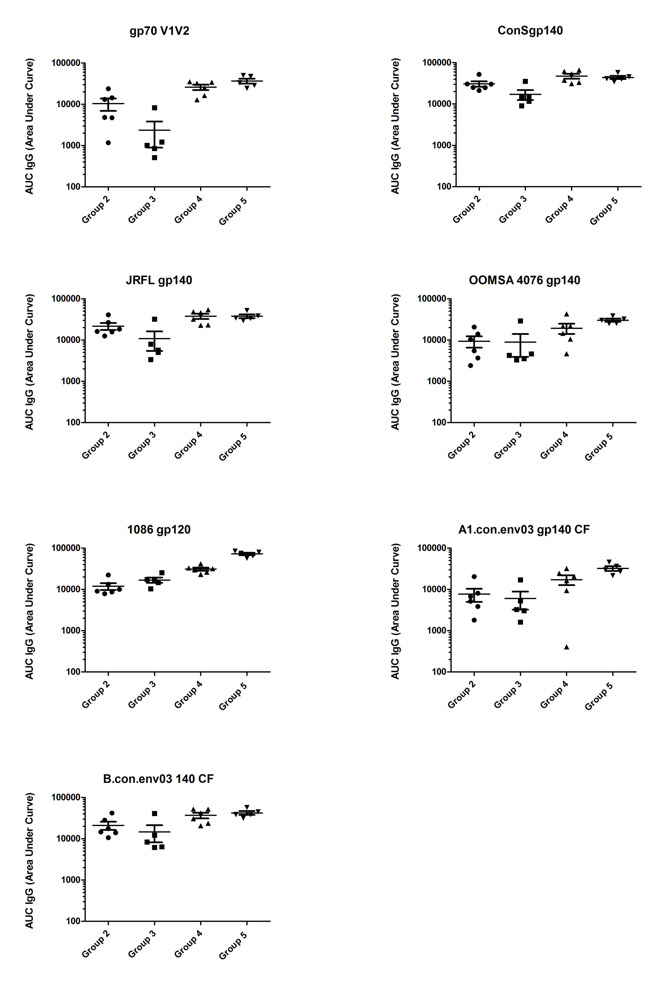 gp70 V1V2
AUC IgG (Area Under Curve)
100000
10000
1000
100
Group 2
Group 3
Group 4
Group 5
ConSgp140
AUC IgG (Area Under Curve)
100000
10000
1000
100
Group 2
Group 3
Group 4
Group 5
JRFL gp140
AUC IgG (Area Under Curve)
100000
10000
1000
100
Group 2
Group 3
Group 4
Group 5
OOMSA 4076 gp140
AUC IgG (Area Under Curve)
100000
10000
1000
100
Group 2
Group 3
Group 4
Group 5
1086 gp120
AUC IgG (Area Under Curve)
100000
10000
1000
100
Group 2
Group 3
Group 4
Group 5
A1.con.env03 gp140 CF
AUC IgG (Area Under Curve)
100000
10000
1000
100
Group 2
Group 3
Group 4
Group 5
B.con.env03 140 CF
AUC IgG (Area Under Curve)
100000
10000
1000
100
Group 2
Group 3
Group 4
Group 5